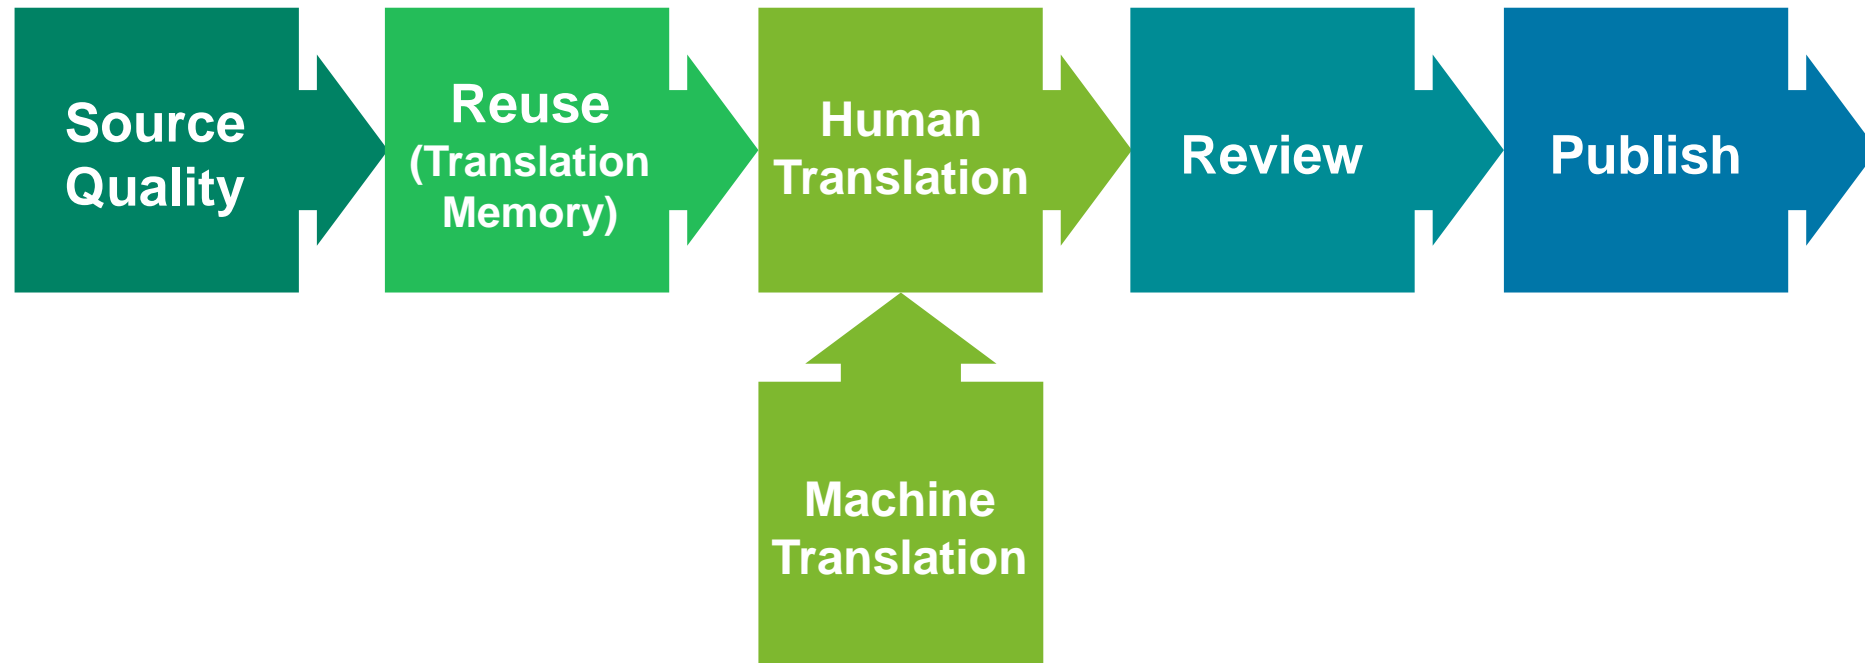 Source
Quality
Reuse
(Translation
Memory)
Human
Translation
Review
Publish
Machine
Translation